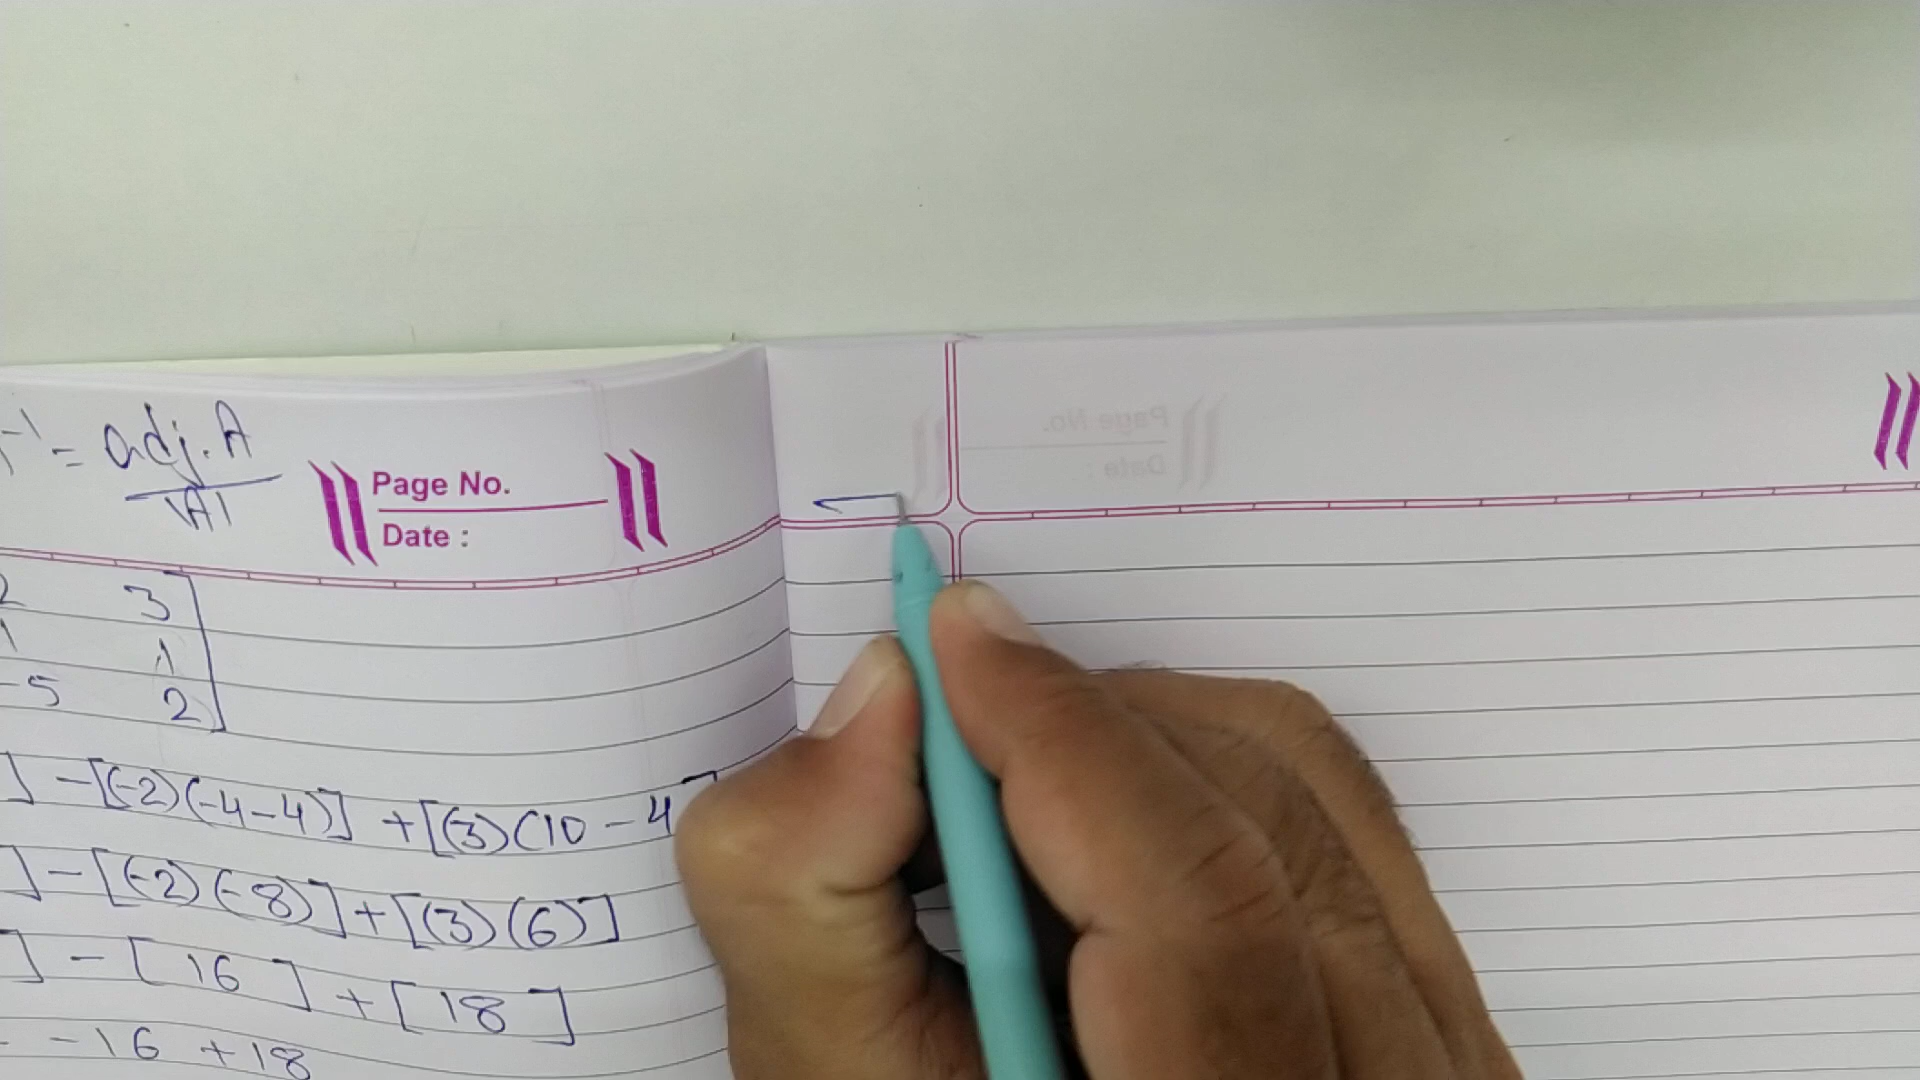 -1 = adj. A
|A|
Page No.
Date :
2 3
1 1
-5 2
] -[(-2)(-4-4)] +[(3)(10-4
] -[(-2)(-8)]+[(3)(6)]
] - [16] + [18]
-16 +18
Page No.
Date :